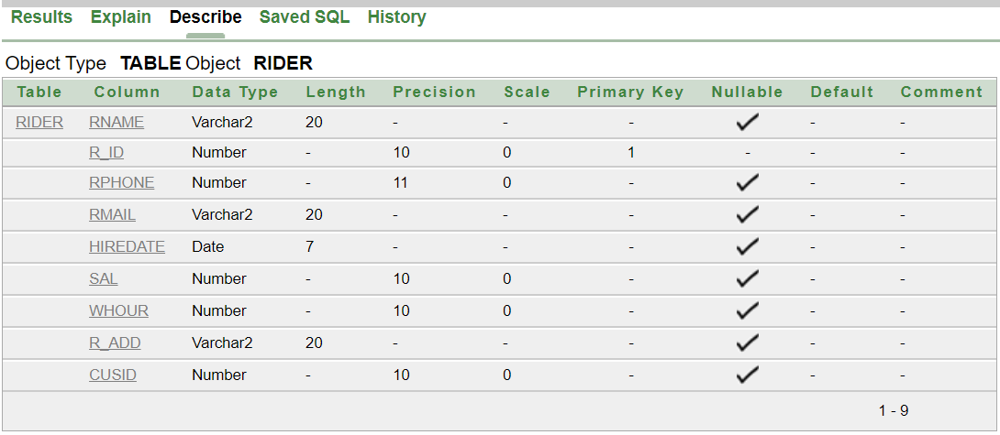 Results Explain Describe Saved SQL History
Object Type TABLE Object RIDER
Table Column Data Type Length Precision Scale Primary Key Nullable Default Comment
RIDER RNAME Varchar2 20 - - - ✓ - -
R_ID Number - 10 0 1 - - -
RPHONE Number - 11 0 - ✓ - -
RMAIL Varchar2 20 - - - ✓ - -
HIREDATE Date 7 - - - ✓ - -
SAL Number - 10 0 - ✓ - -
WHOUR Number - 10 0 - ✓ - -
R_ADD Varchar2 20 - - - ✓ - -
CUSID Number - 10 0 - ✓ - -
1 - 9